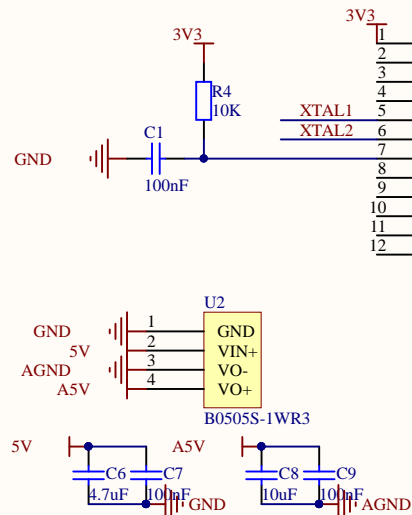 3V3
3V3
1
2
3
R4
4
10K
XTAL1
5
C1
XTAL2
6
GND
7
100nF
8
9
10
11
12
U2
GND
1
GND
5V
2
VIN+
AGND
3
VO-
A5V
4
VO+
B0505S-1WR3
5V
A5V
C6
C7
C8
C9
4.7uF
100nF
GND
10uF
100nF
AGND